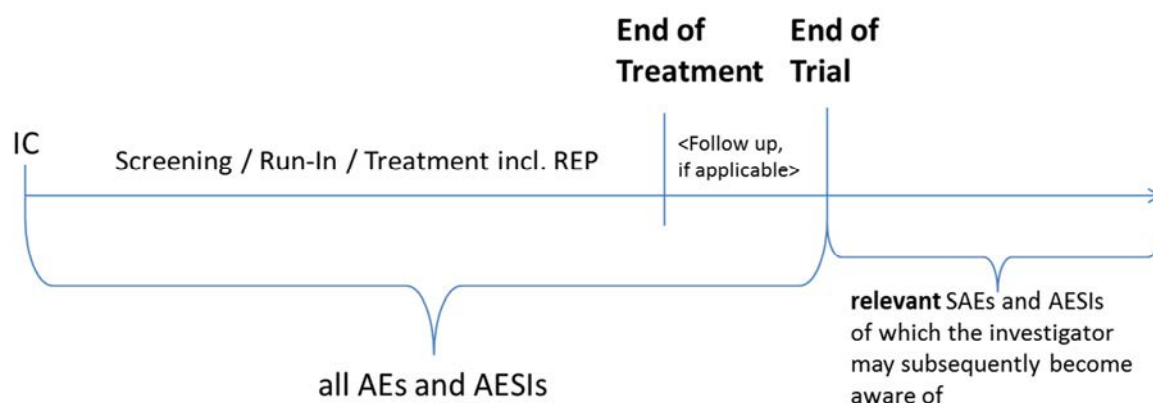 End of
Treatment
End of
Trial
IC
Screening / Run-In / Treatment incl. REP
<Follow up,
if applicable>
all AEs and AESIs
relevant SAEs and AESIs
of which the investigator
may subsequently become
aware of